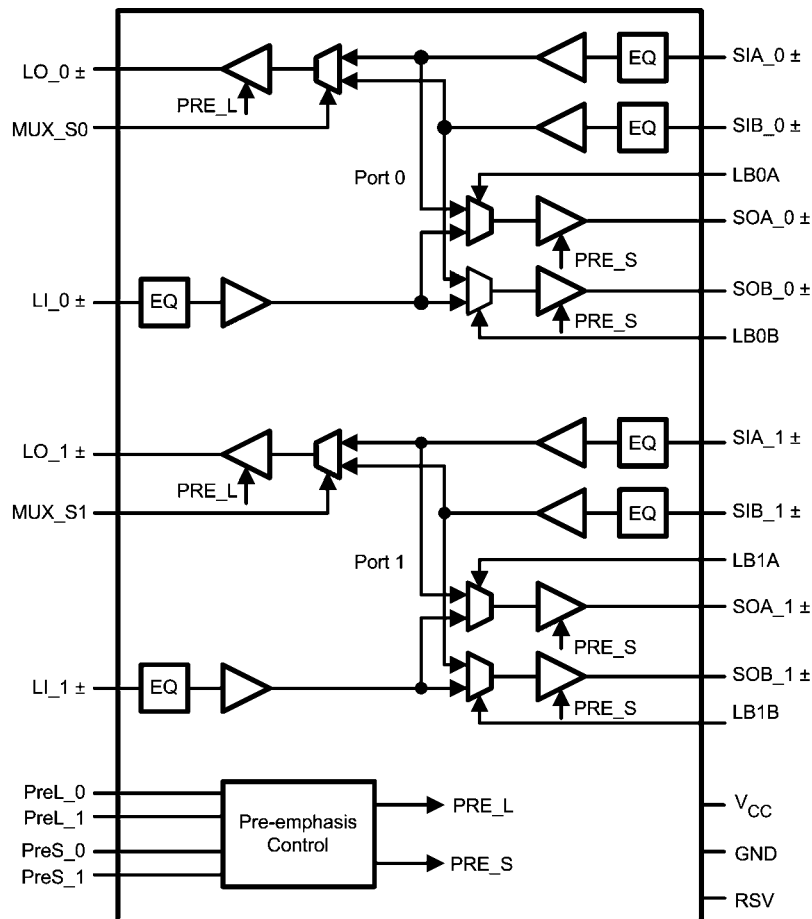 LO_0 ±
EQ
SIA_0 ±
PRE_L
MUX_S0
EQ
SIB_0 ±
Port 0
LB0A
SOA_0 ±
PRE_S
LI_0 ±
EQ
SOB_0 ±
PRE_S
LB0B
LO_1 ±
EQ
SIA_1 ±
PRE_L
MUX_S1
EQ
SIB_1 ±
Port 1
LB1A
SOA_1 ±
PRE_S
LI_1 ±
EQ
SOB_1 ±
PRE_S
LB1B
PreL_0
PreL_1
PreS_0
PreS_1
Pre-emphasis
Control
PRE_L
PRE_S
VCC
GND
RSV